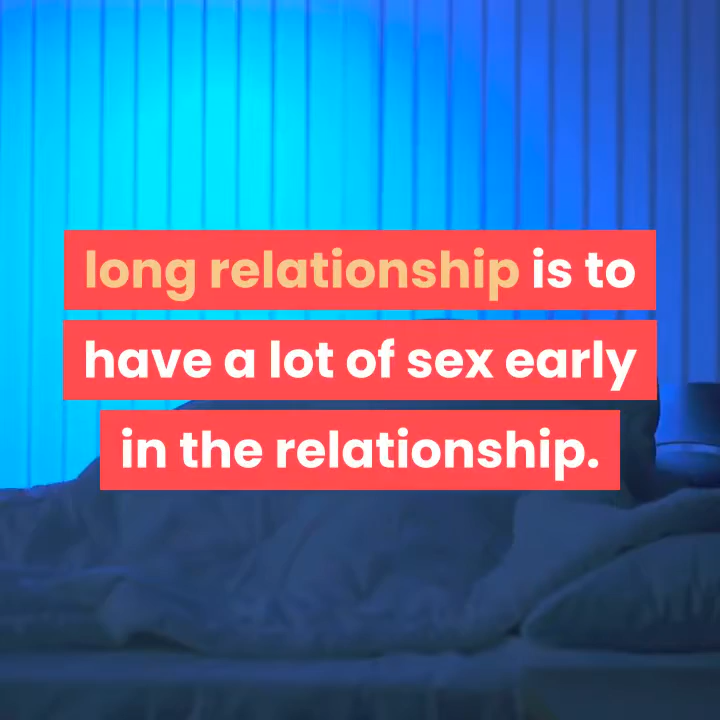 long relationship is to
have a lot of sex early
in the relationship.